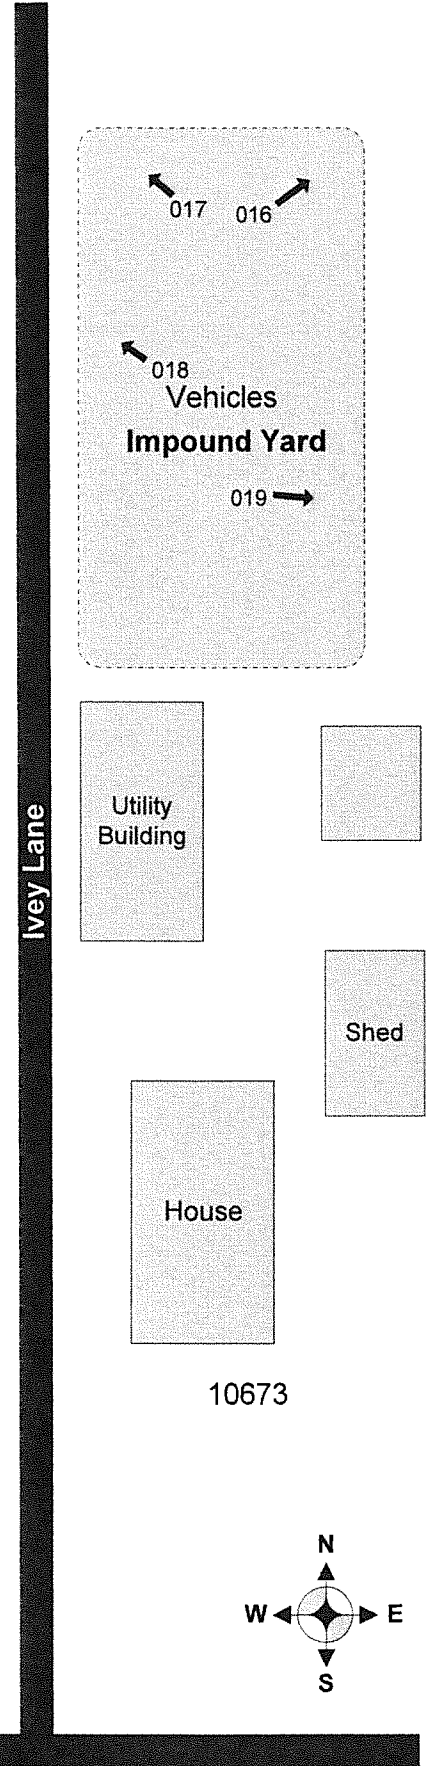 017
016
018
Vehicles
Impound Yard
019
Utility
Building
Ivey Lane
Shed
House
10673
N
W E
S